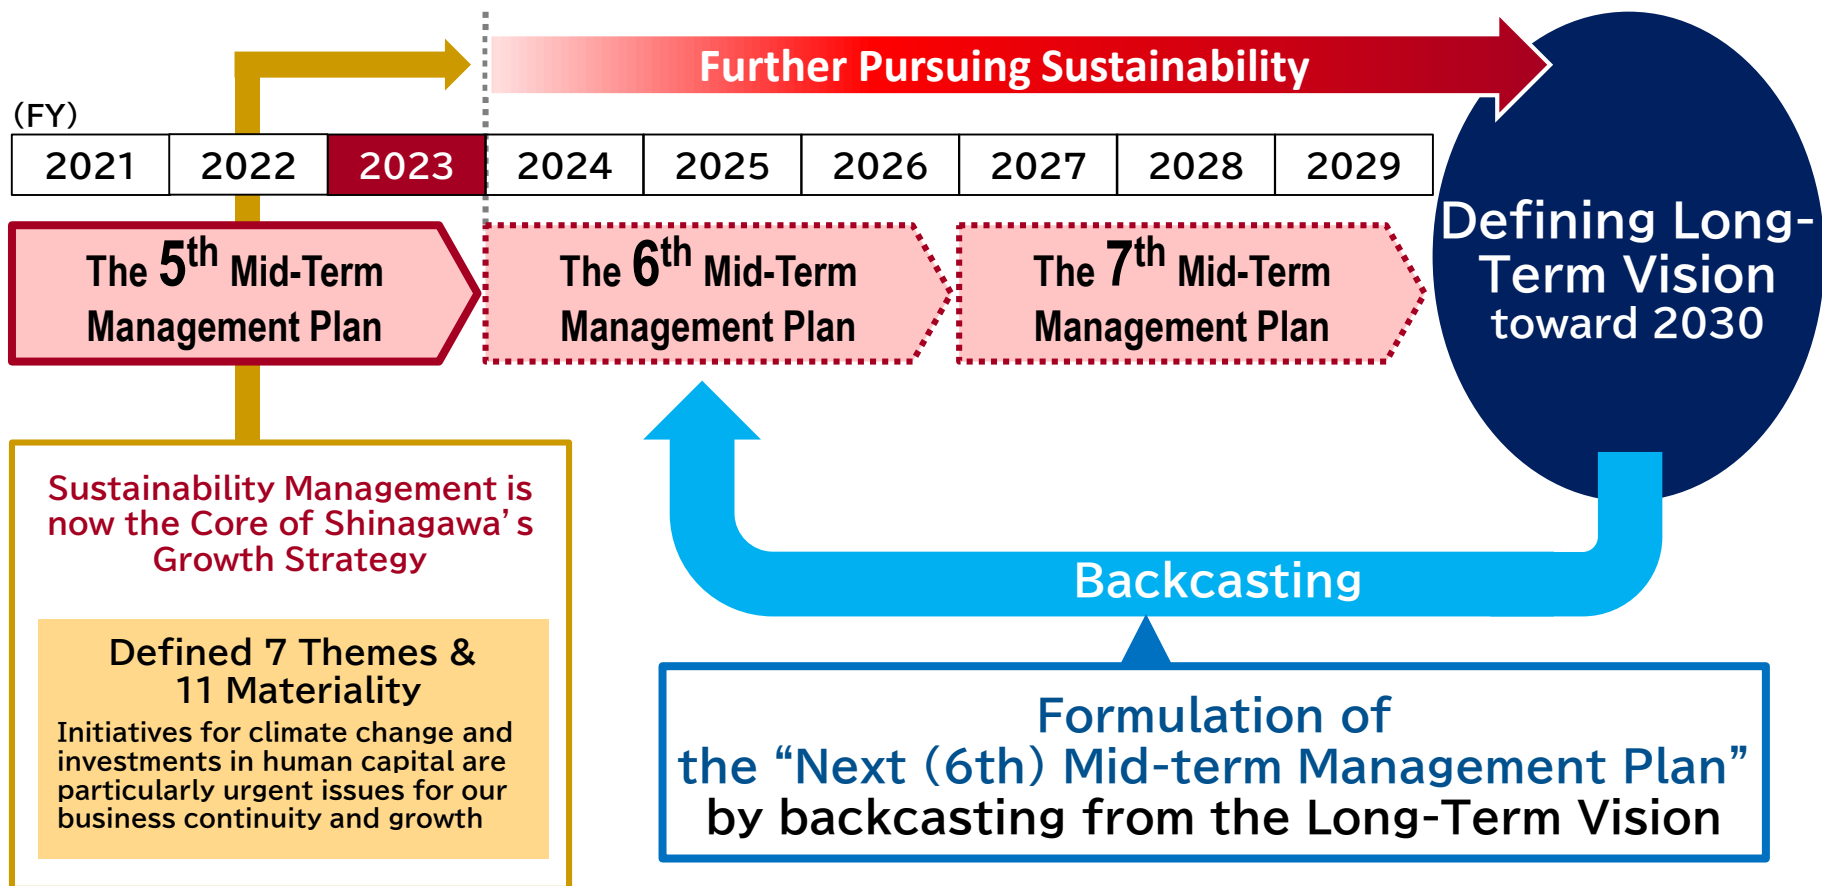 Further Pursuing Sustainability
(FY)
2021 2022 2023 2024 2025 2026 2027 2028 2029
The 5th Mid-Term
Management Plan
The 6th Mid-Term
Management Plan
The 7th Mid-Term
Management Plan
Defining Long-
Term Vision
toward 2030
Sustainability Management is
now the Core of Shinagawa’s
Growth Strategy
Defined 7 Themes &
11 Materiality
Initiatives for climate change and
investments in human capital are
particularly urgent issues for our
business continuity and growth
Backcasting
Formulation of
the “Next (6th) Mid-term Management Plan”
by backcasting from the Long-Term Vision